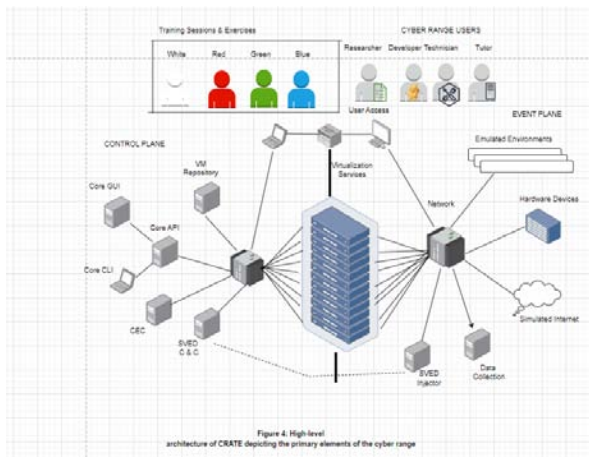 Training Sessions & Exercises
CYBER RANGE USERS
White
Red
Green
Blue
Researcher
Developer
Technician
Tutor
User Access
EVENT PLANE
CONTROL PLANE
VM
Repository
Virtualization
Services
Emulated Environments
Core GUI
Network
Hardware Devices
Core API
Core CLI
CEC
SVED
C & C
Simulated Internet
SVED
Injector
Data
Collection
Figure 4: High-level
architecture of CRATE depicting the primary elements of the cyber range